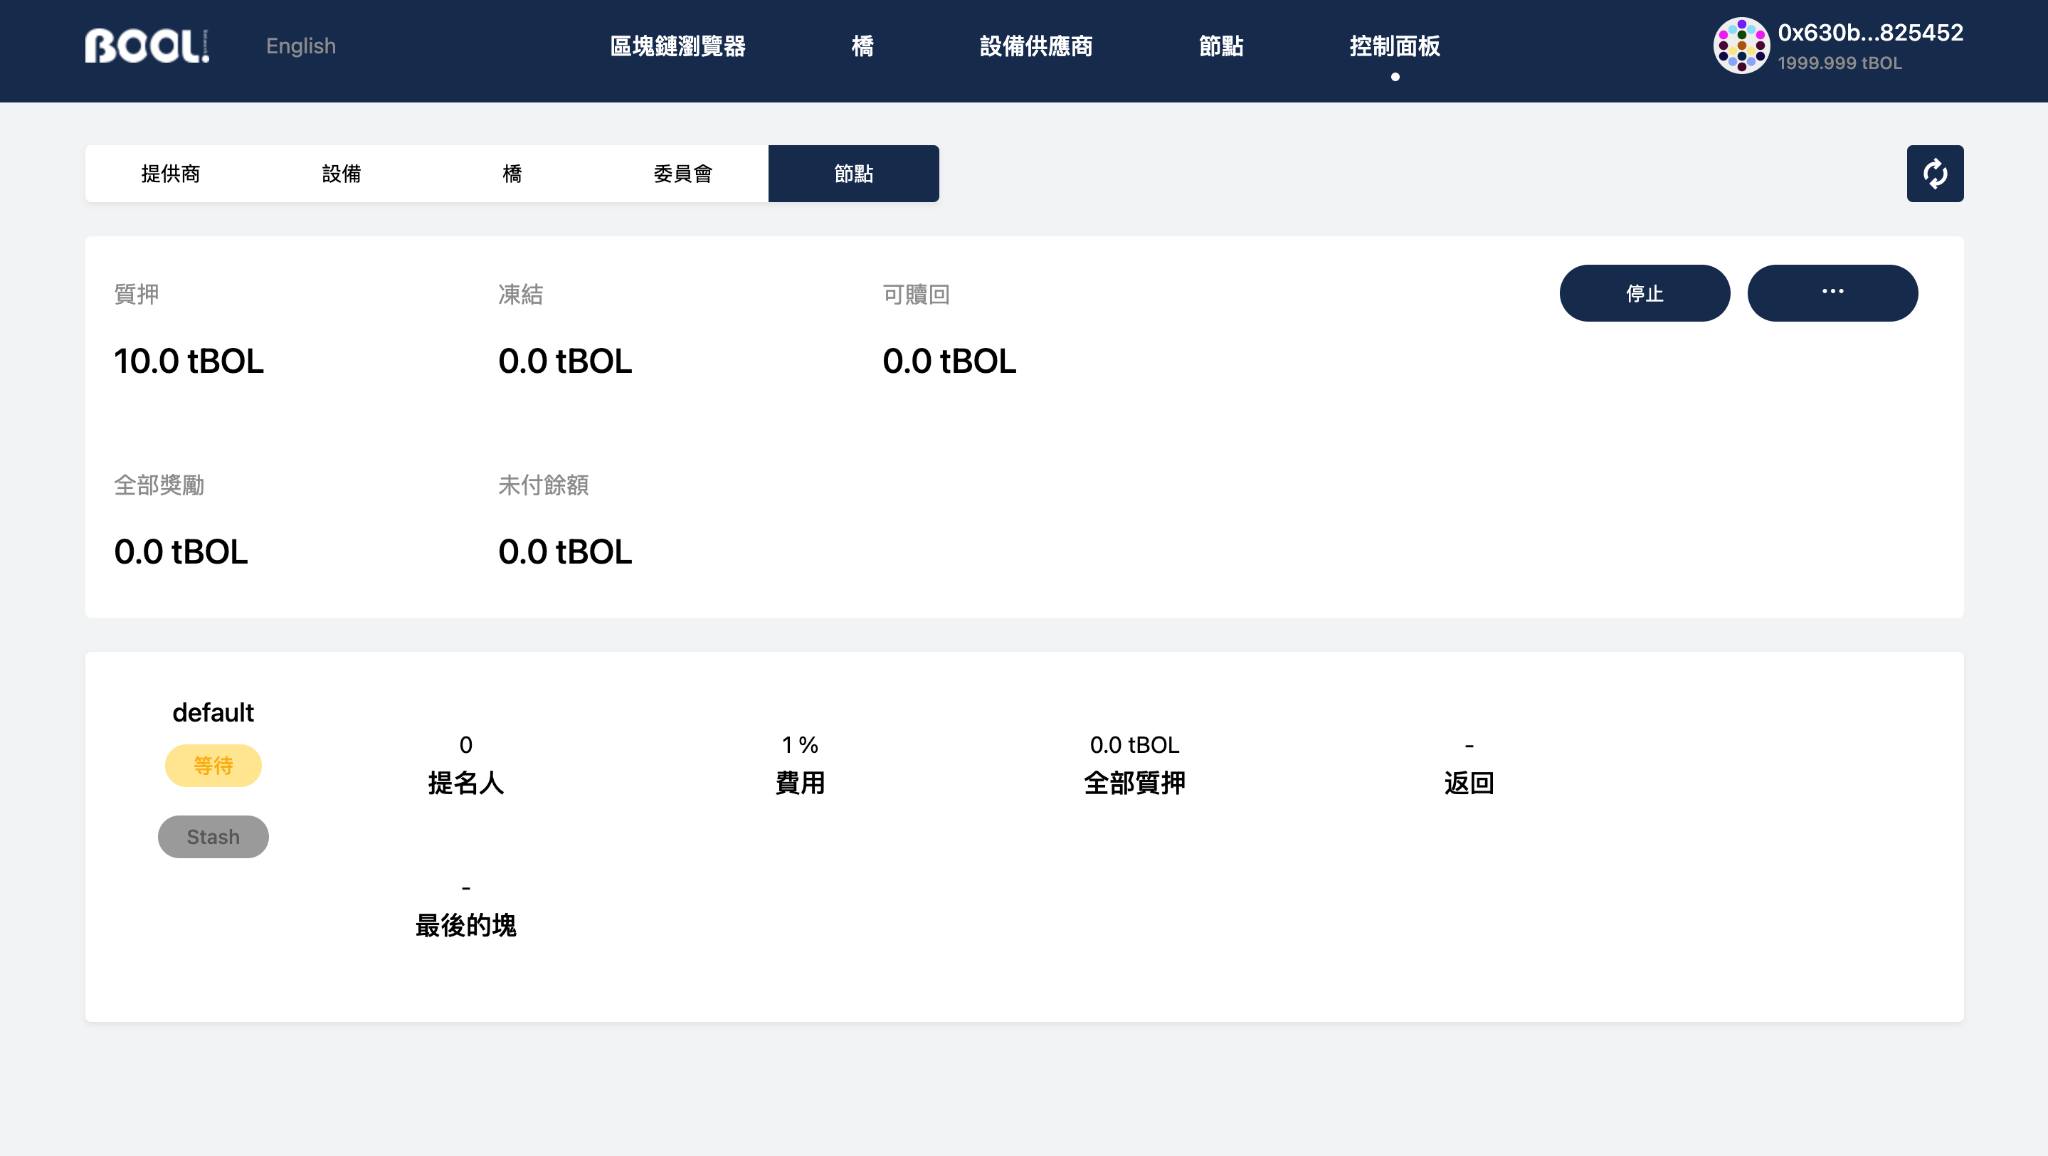 BOOL!
English
區塊鏈瀏覽器
橋
設備供應商
節點
控制面板
0x630b...825452
1999.999 tBOL
提供商
設備
橋
委員會
節點
質押
凍結
可贖回
停止
...
10.0 tBOL
0.0 tBOL
0.0 tBOL
全部獎勵
未付餘額
0.0 tBOL
0.0 tBOL
default
等待
Stash
0
提名人
1 %
費用
0.0 tBOL
全部質押
-
返回
-
最後的塊